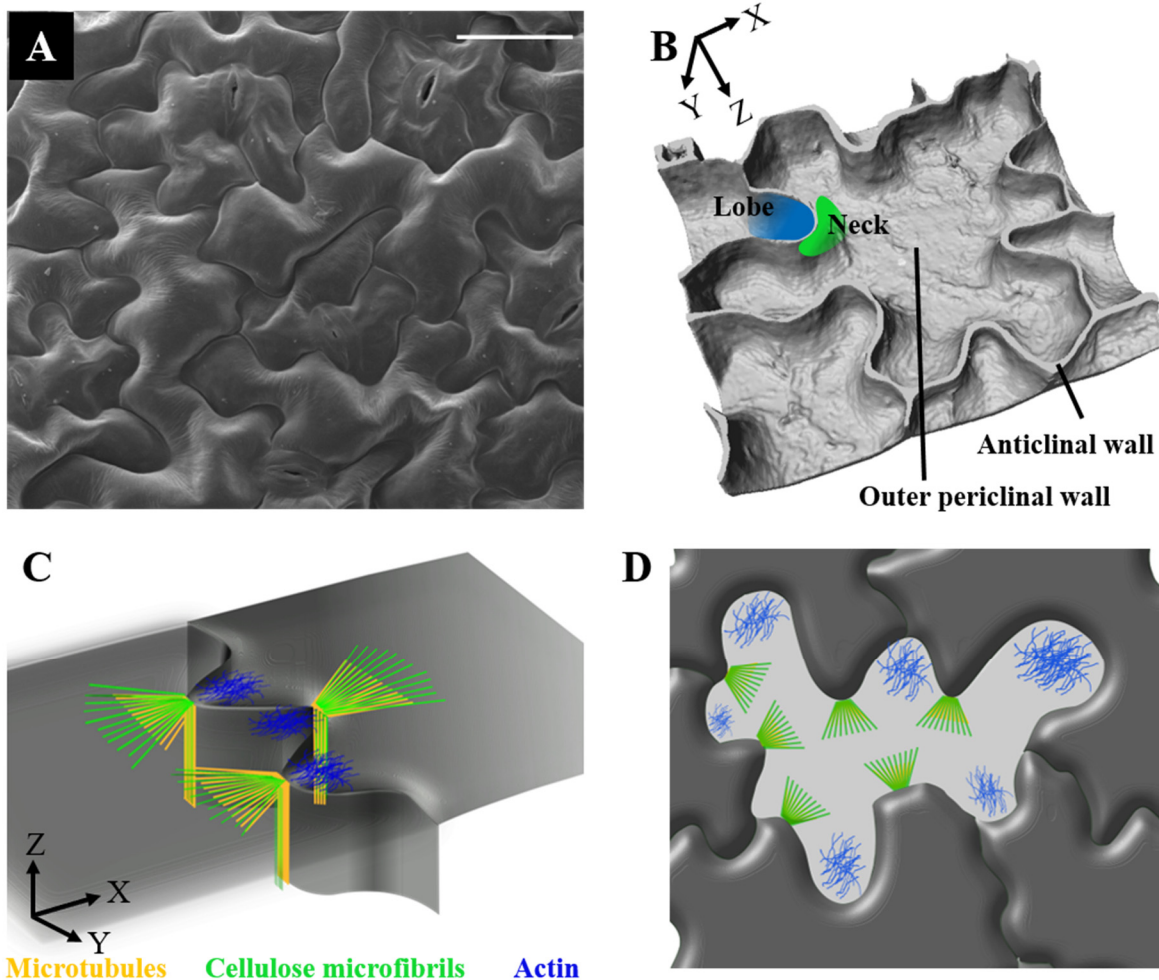 A
B
X
Y
Z
Lobe
Neck
Anticlinal wall
Outer periclinal wall
C
D
Z
X
Y
Microtubules Cellulose microfibrils Actin